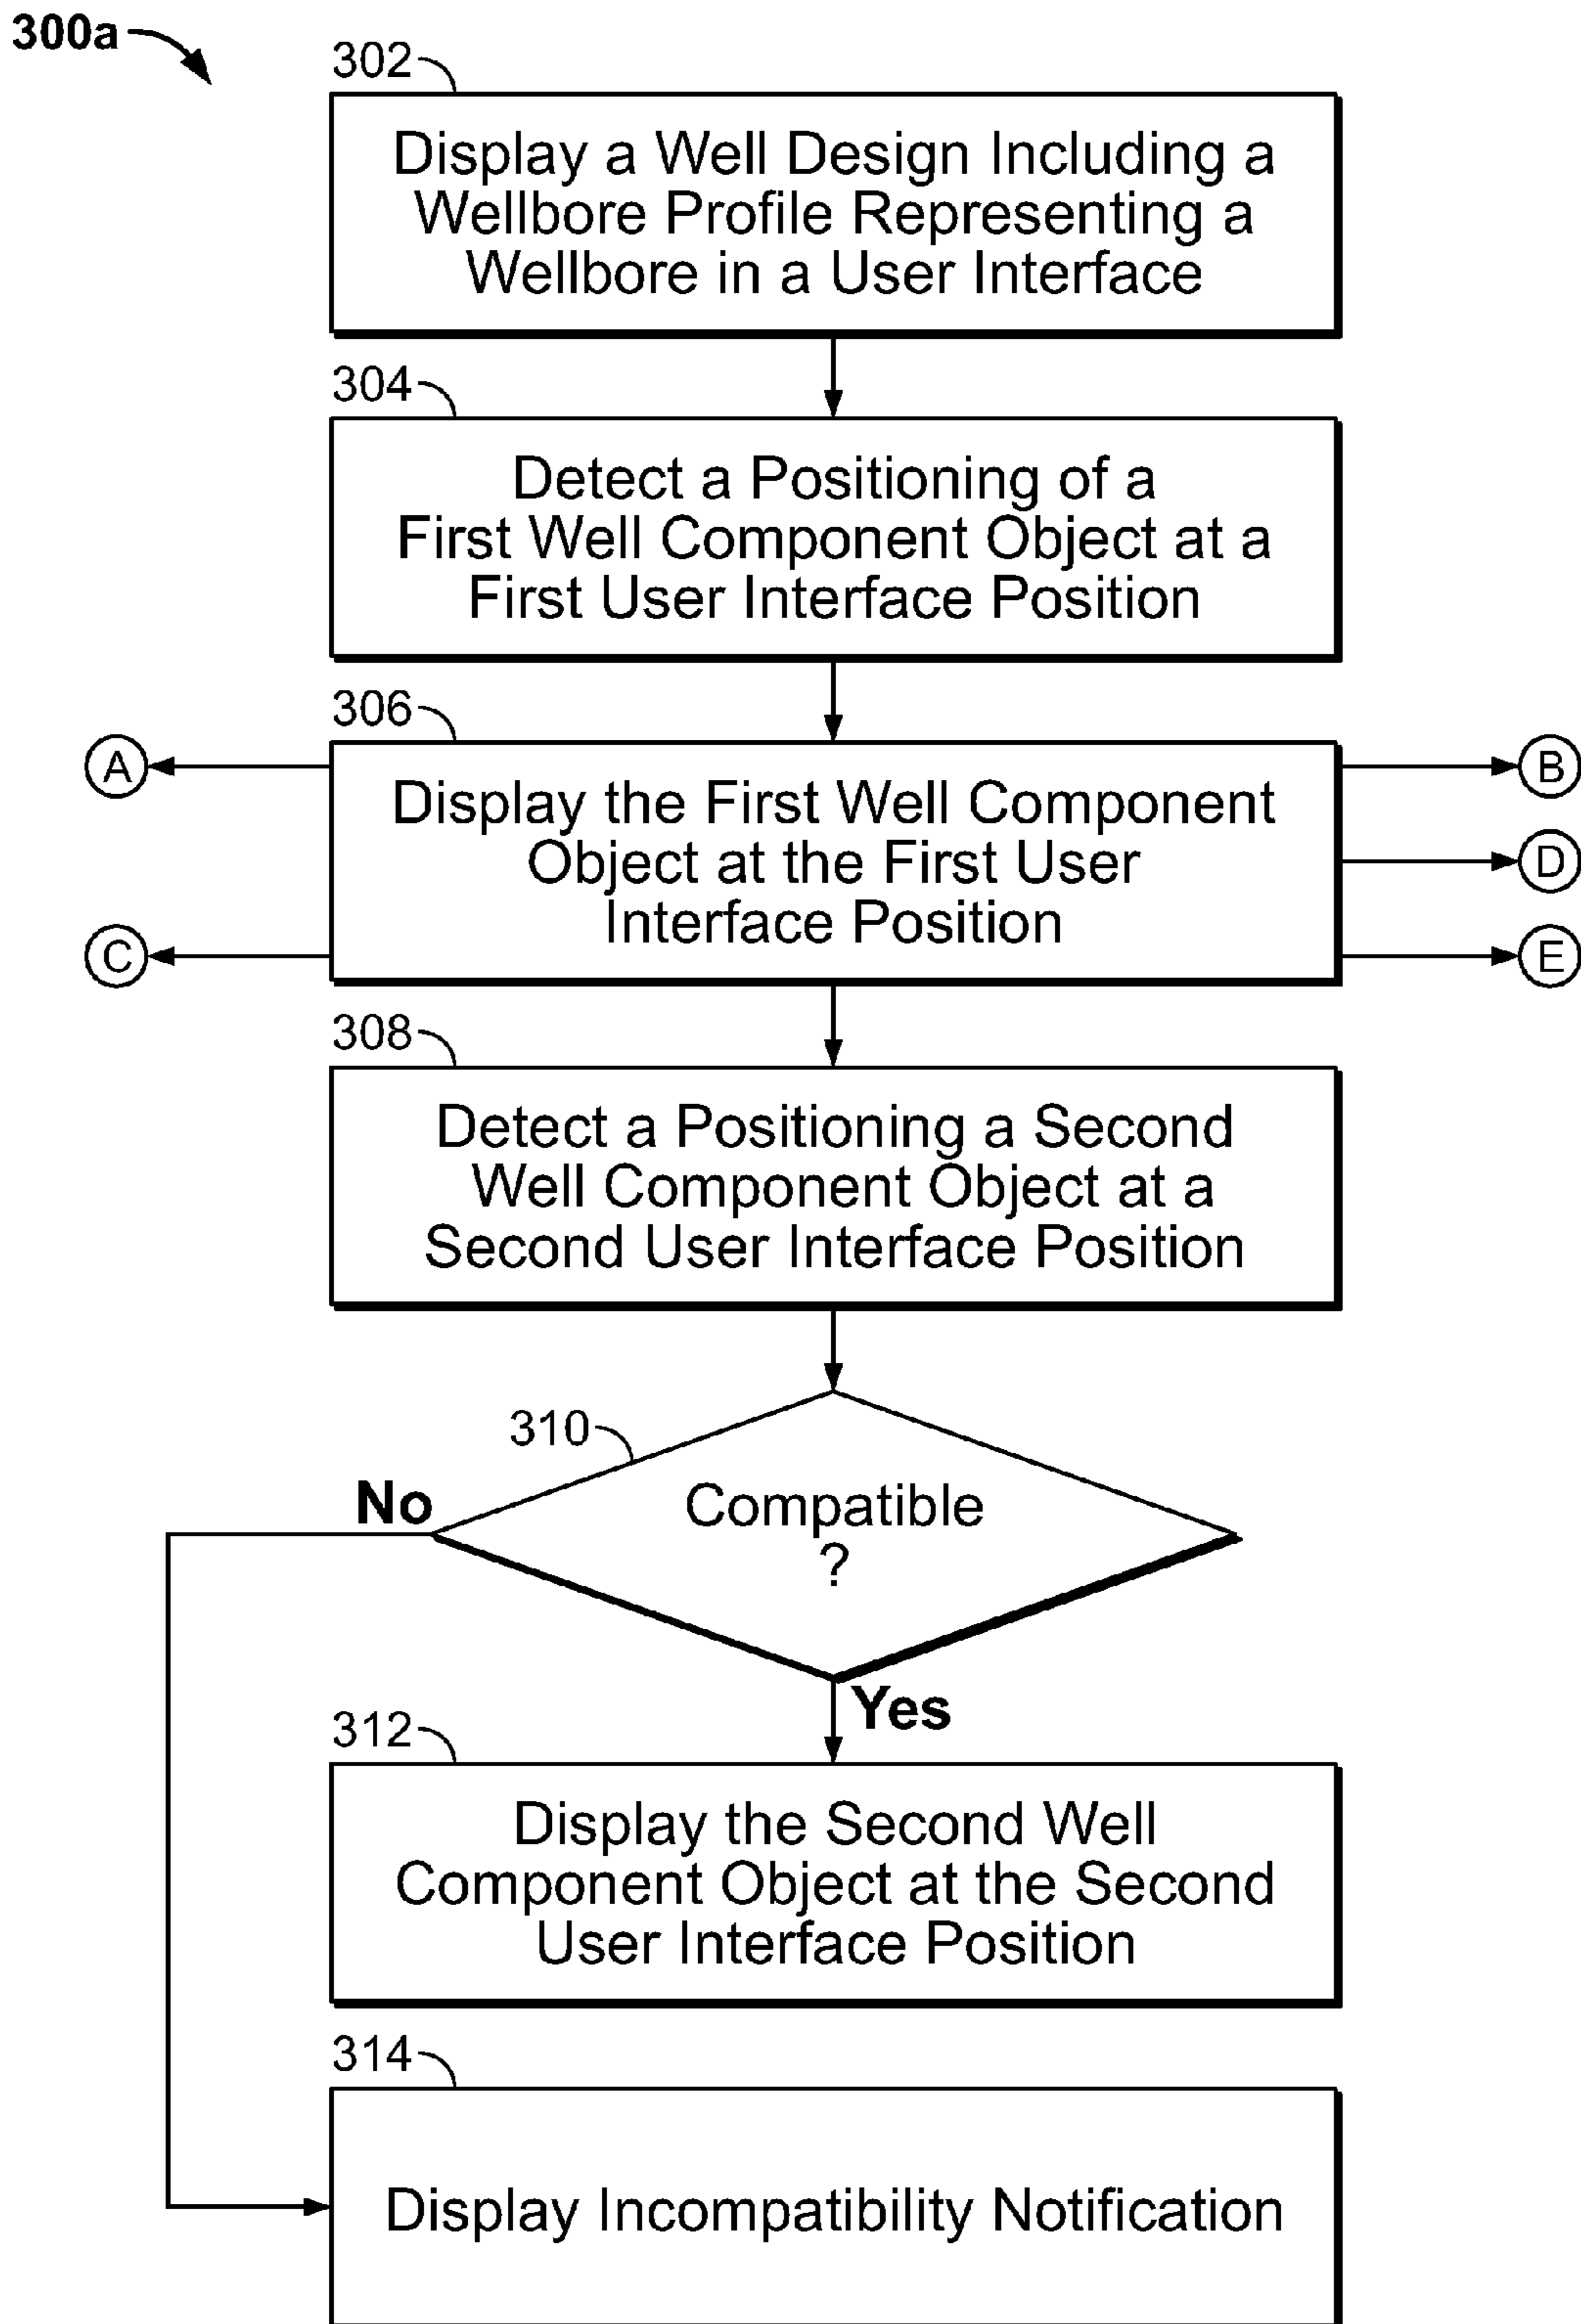 300a
302
Display a Well Design Including a
Wellbore Profile Representing a
Wellbore in a User Interface
304
Detect a Positioning of a
First Well Component Object at a
First User Interface Position
306
A
B
Display the First Well Component
Object at the First User
Interface Position
D
C
E
308
Detect a Positioning a Second
Well Component Object at a
Second User Interface Position
310
No
Compatible
?
Yes
312
Display the Second Well
Component Object at the Second
User Interface Position
314
Display Incompatibility Notification